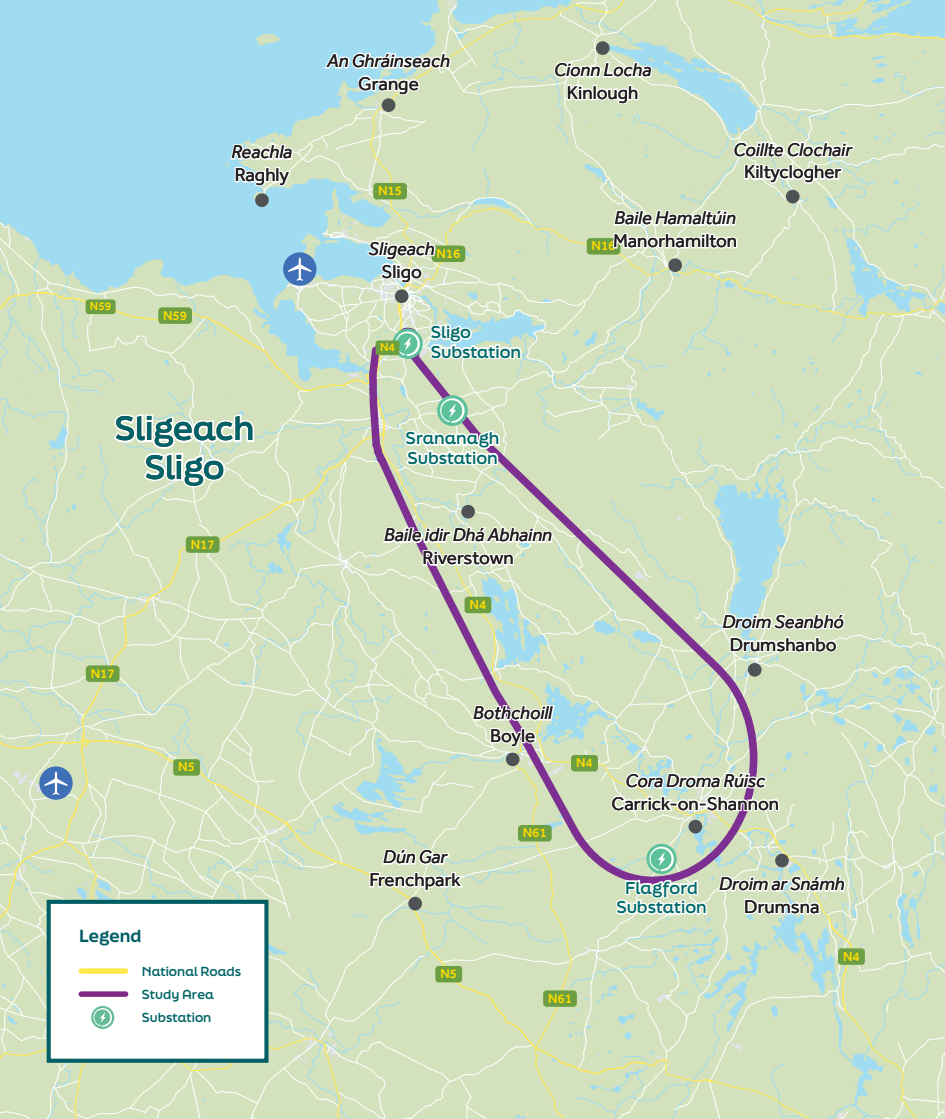 An Ghráinseach
Grange
Cionn Locha
Kinlough
Reachla
Raghly
Coillte Clochair
Kiltyclogher
N15
Baile Hamaltúin
Manorhamilton
N16
Sligeach
Sligo
N16
N59
N59
N4
Sligo
Substation
Sligeach
Sligo
Srananagh
Substation
Baile idir Dhá Abhainn
Riverstown
N17
N4
Droim Seanbhó
Drumshanbo
N17
Bothchoill
Boyle
N5
N4
Cora Droma Rúisc
Carrick-on-Shannon
N61
Dún Gar
Frenchpark
Flagford
Substation
Droim ar Snámh
Drumsna
N4
N5
N61
Legend
National Roads
Study Area
Substation